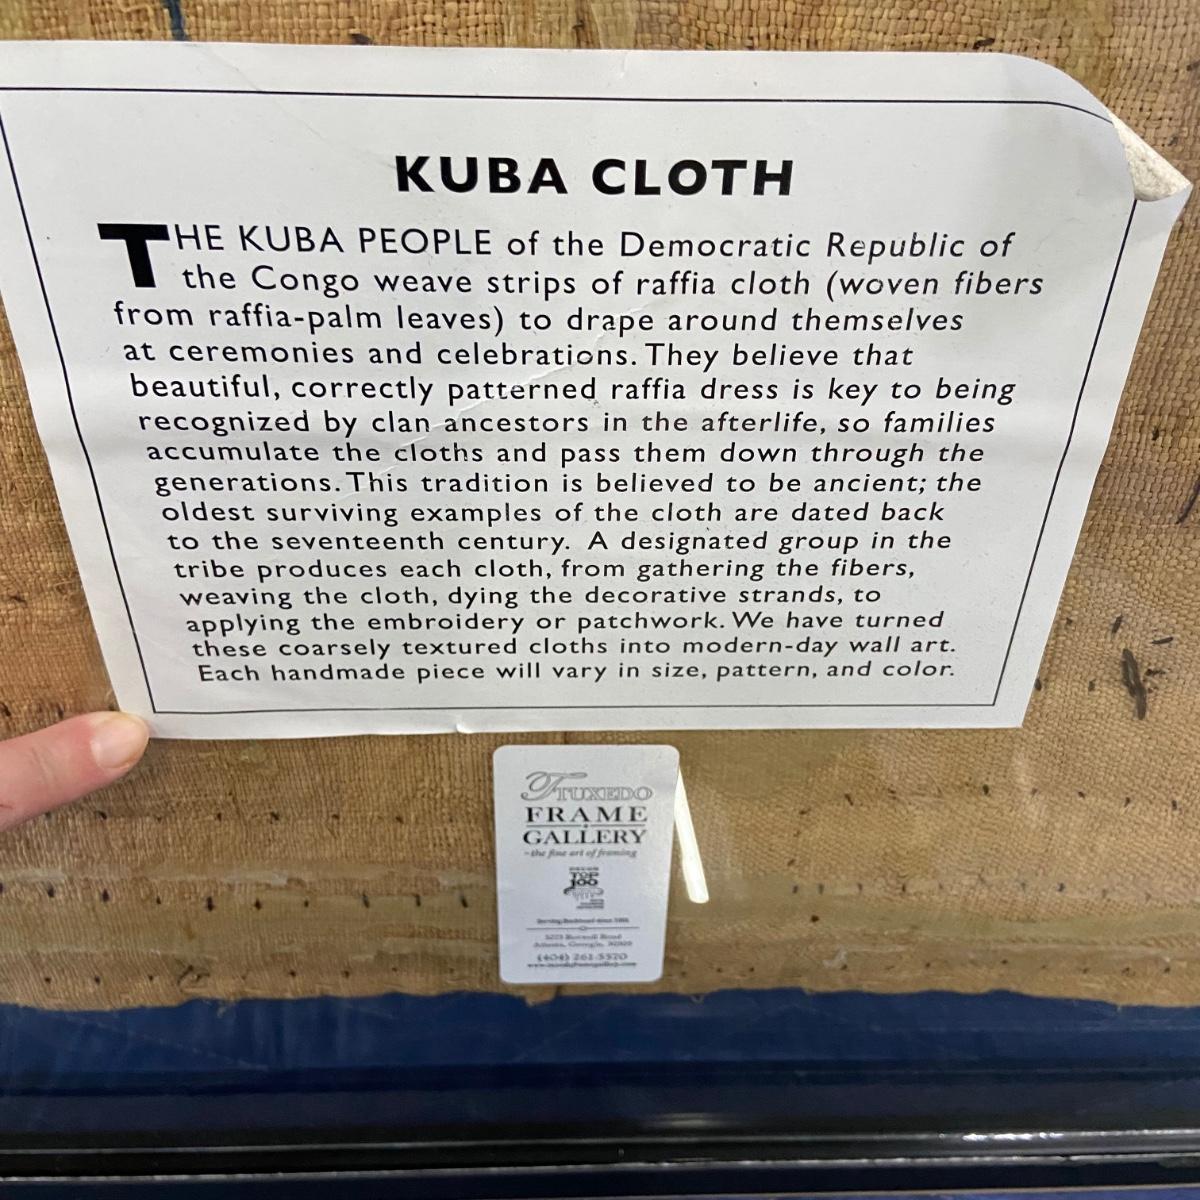 KUBA CLOTH
THE KUBA PEOPLE of the Democratic Republic of
the Congo weave strips of raffia cloth (woven fibers
from raffia-palm leaves) to drape around themselves
at ceremonies and celebrations. They believe that
beautiful, correctly patterned raffia dress is key to being
recognized by clan ancestors in the afterlife, so families
accumulate the cloths and pass them down through the
generations. This tradition is believed to be ancient; the
oldest surviving examples of the cloth are dated back
to the seventeenth century. A designated group in the
tribe produces each cloth, from gathering the fibers,
weaving the cloth, dying the decorative strands, to
applying the embroidery or patchwork. We have turned
these coarsely textured cloths into modern-day wall art.
Each handmade piece will vary in size, pattern, and color.
TUXEDO
FRAME
GALLERY
~the fine art of framing
TOP
100
Road
Atlanta, Georgia,
(404) 261-5570